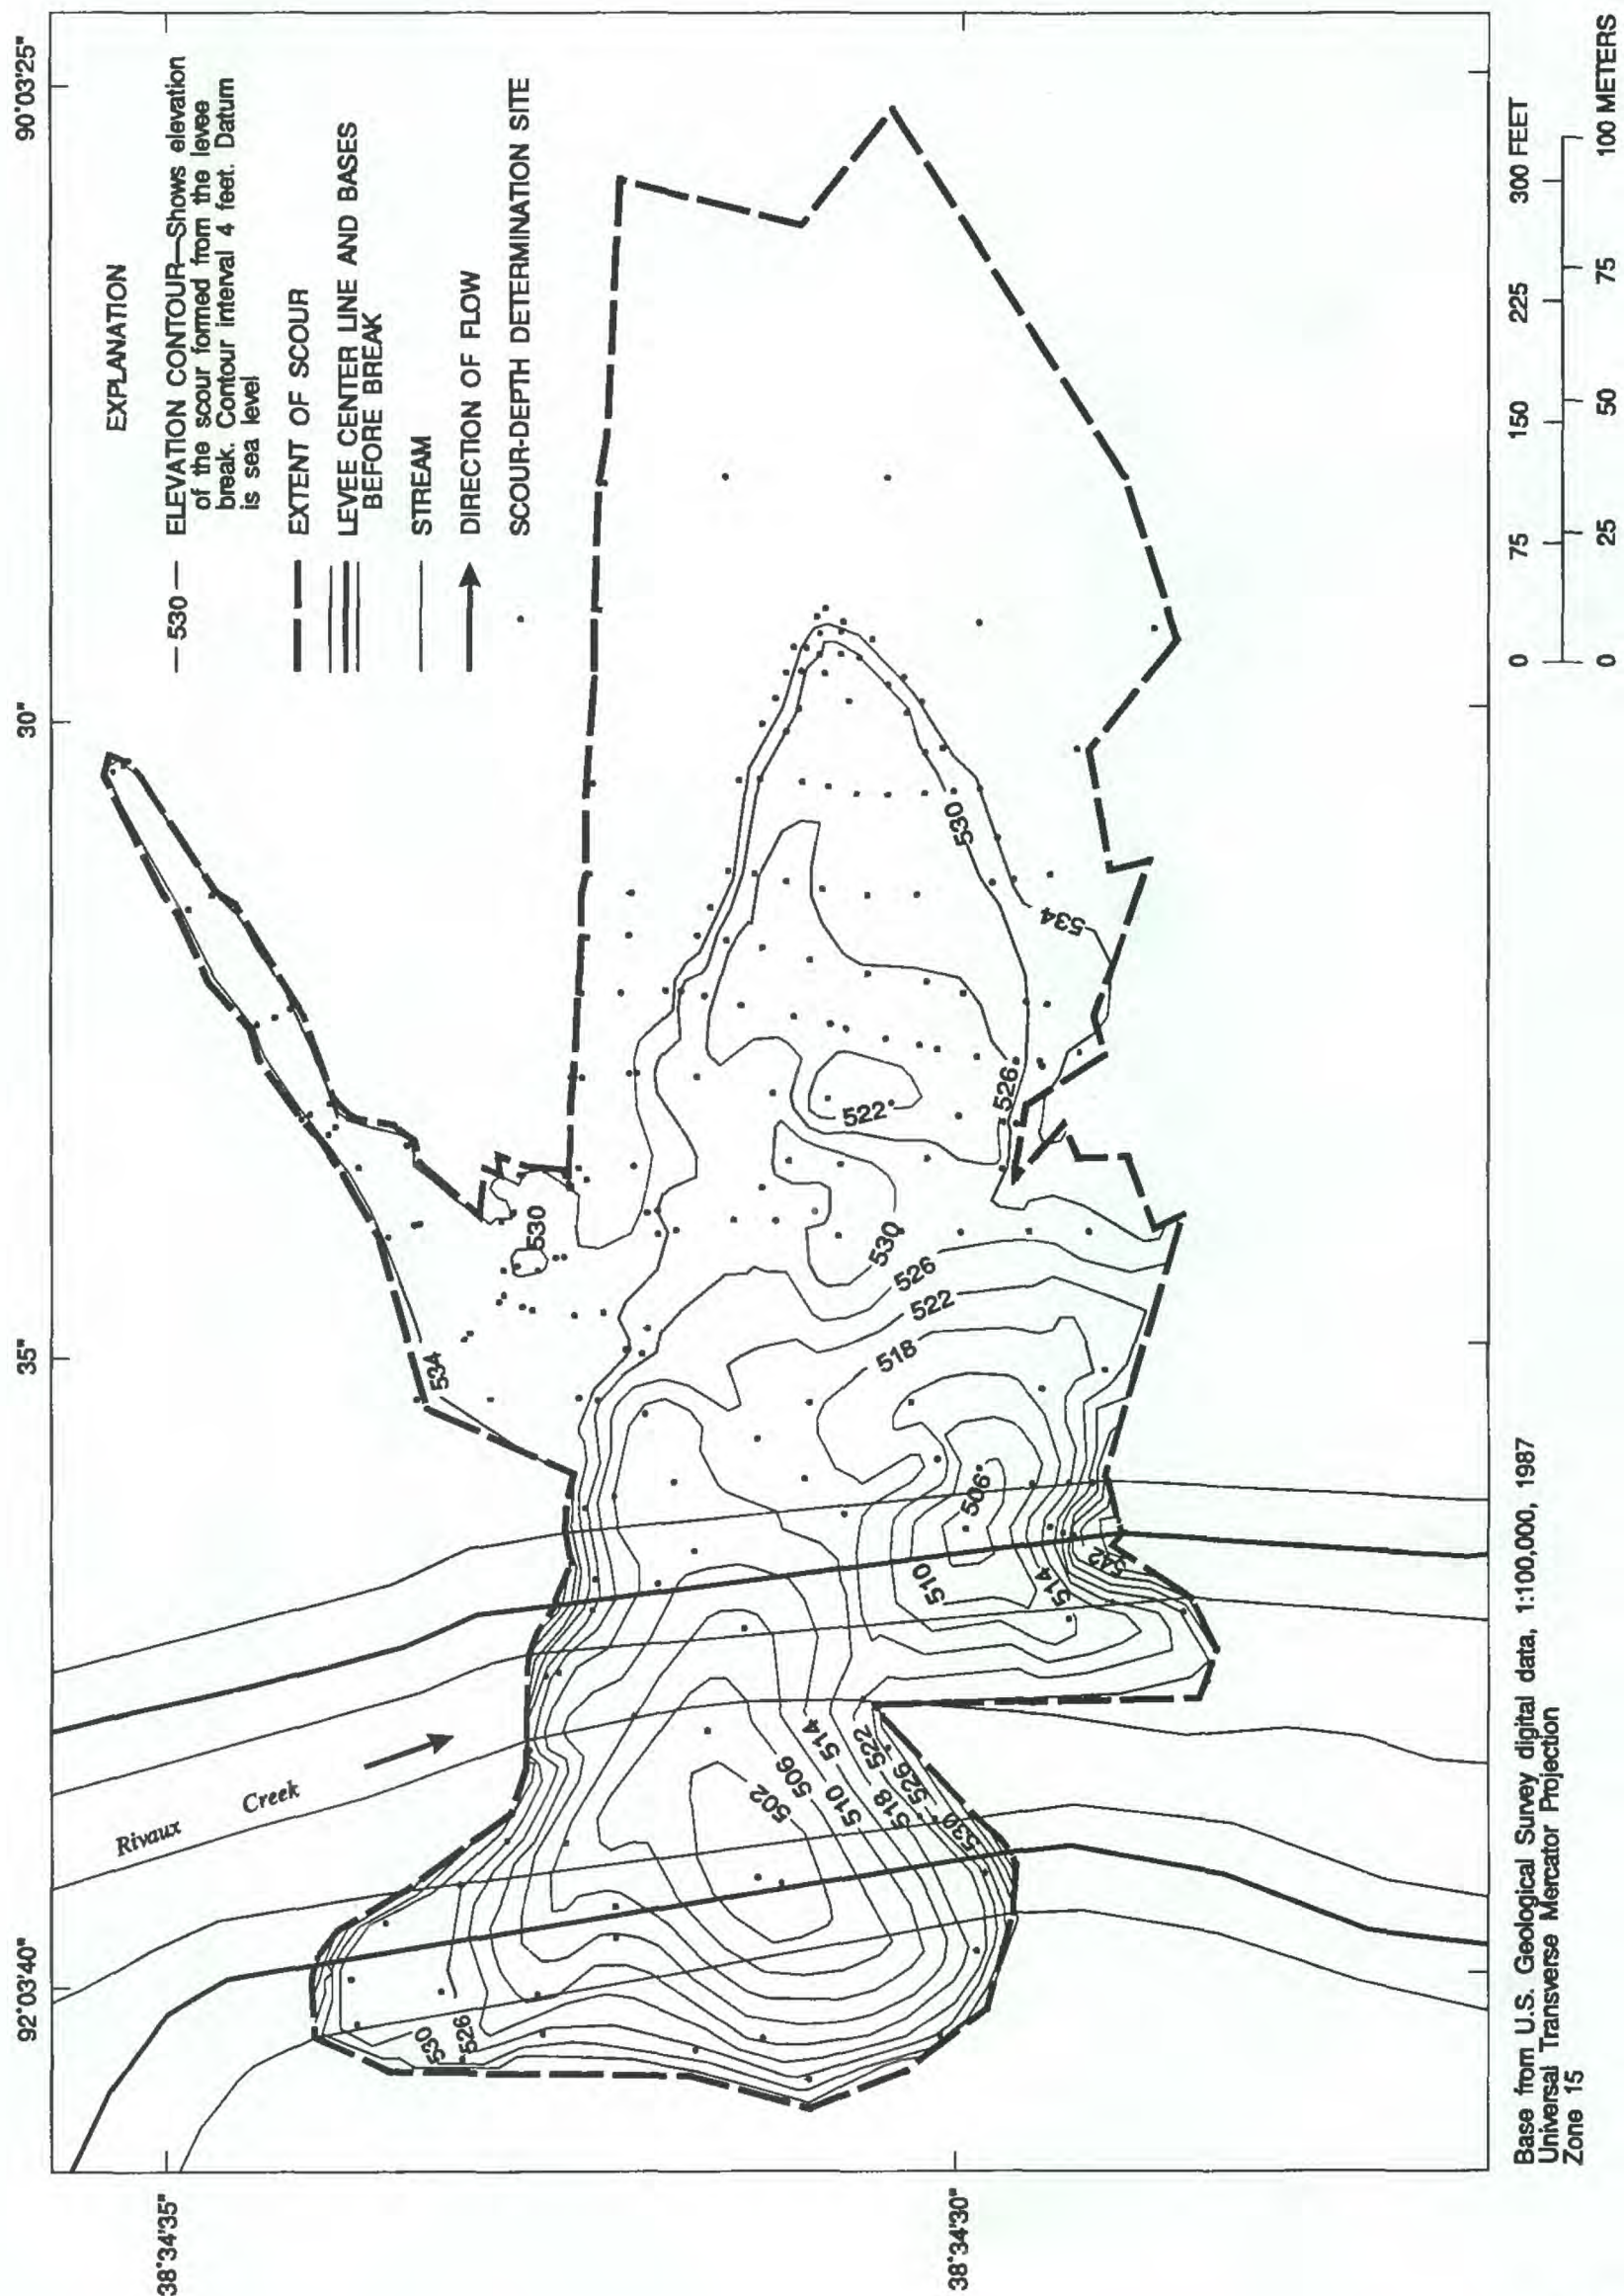 92°03'40"
35"
30"
90°03'25"
38°34'35"
38°34'30"
EXPLANATION
— 530 — ELEVATION CONTOUR—Shows elevation
of the scour formed from the levee
break. Contour interval 4 feet. Datum
is sea level
EXTENT OF SCOUR
LEVEE CENTER LINE AND BASES
BEFORE BREAK
STREAM
DIRECTION OF FLOW
SCOUR-DEPTH DETERMINATION SITE
Rivaux Creek
534
530
530
526
502
506
514
510
522
518
526
530
510
514
506
542
518
522
526
530
522
526
534
530
0 75 150 225 300 FEET
0 25 50 75 100 METERS
Base from U.S. Geological Survey digital data, 1:100,000, 1987
Universal Transverse Mercator Projection
Zone 15